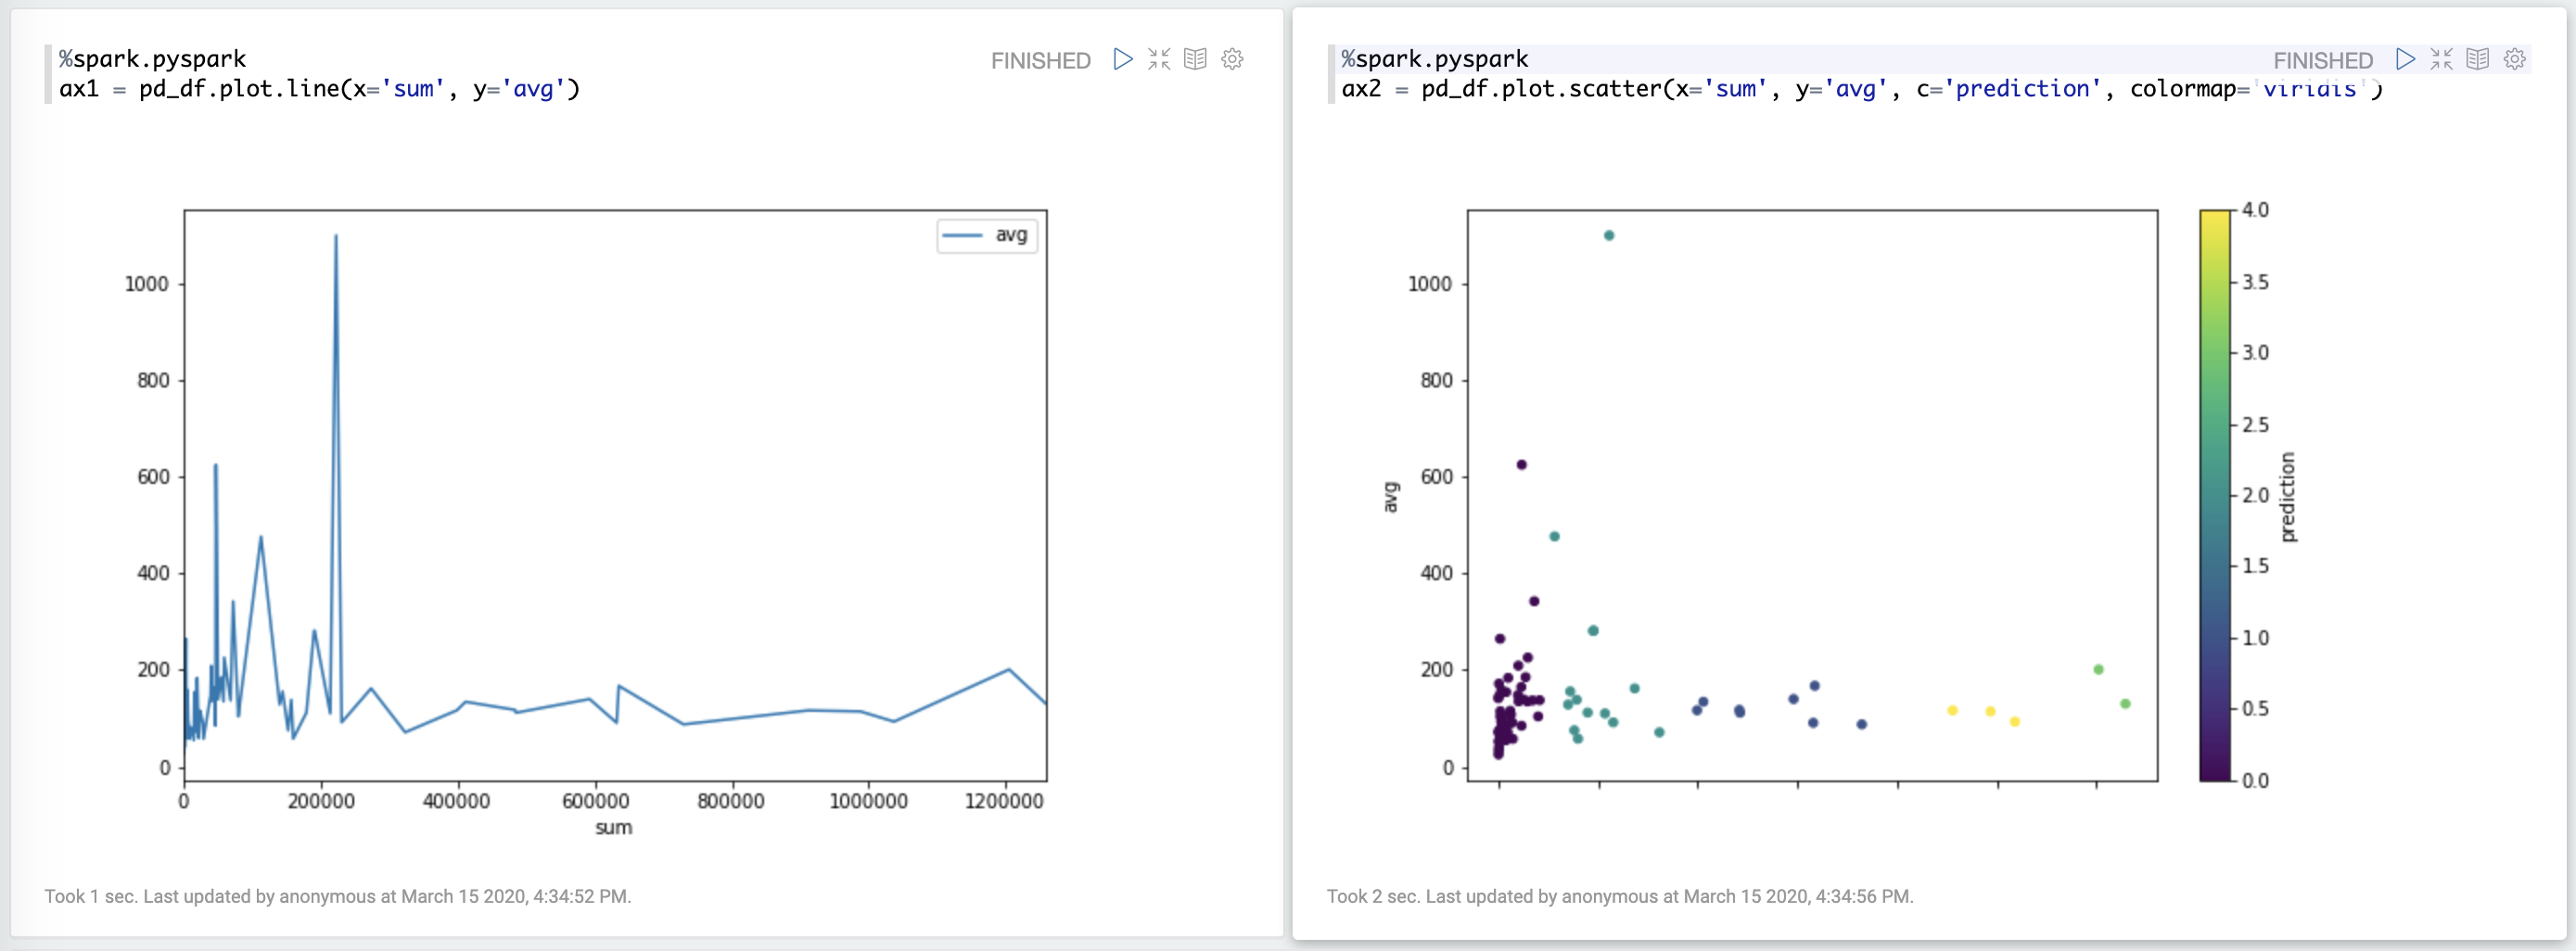 %spark.pyspark
FINISHED
ax1 = pd_df.plot.line(x='sum', y='avg')
avg
1000
800
600
400
200
0
0 200000 400000 600000 800000 1000000 1200000
sum
Took 1 sec. Last updated by anonymous at March 15 2020, 4:34:52 PM.
%spark.pyspark
FINISHED
ax2 = pd_df.plot.scatter(x='sum', y='avg', c='prediction', colormap='viridis')
avg
1000
800
600
400
200
0
4.0
3.5
3.0
2.5
2.0
1.5
1.0
0.5
0.0
prediction
Took 2 sec. Last updated by anonymous at March 15 2020, 4:34:56 PM.